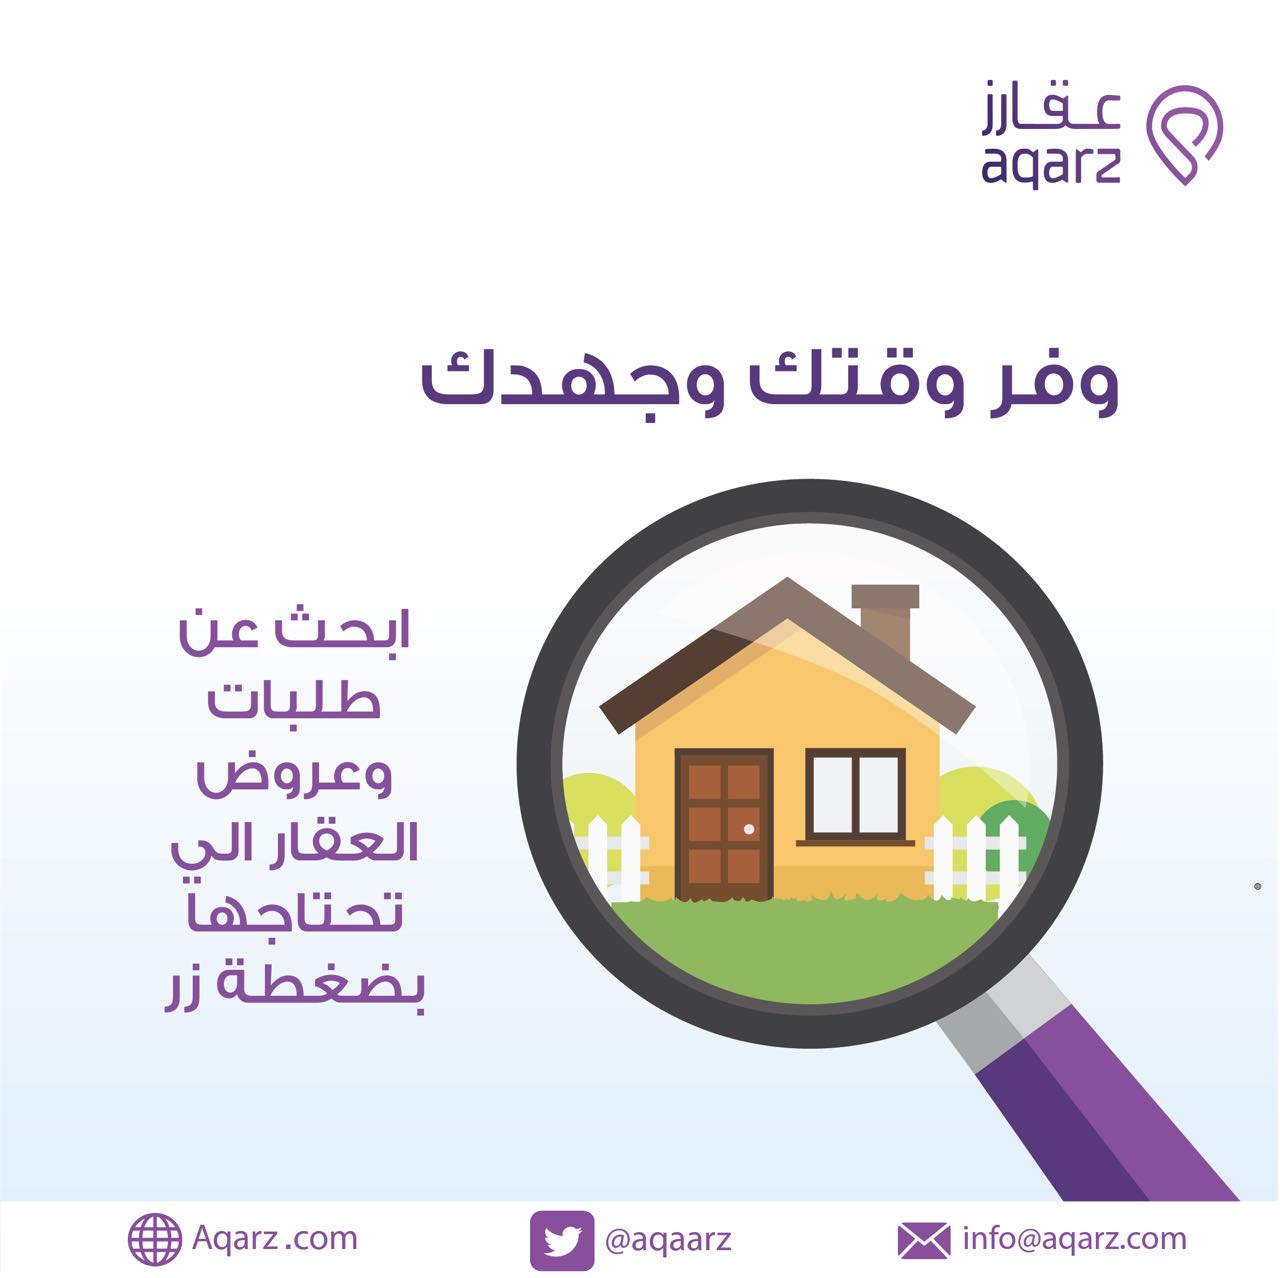 عقارز
aqarz
وفر وقتك وجهدك
ابحث عن
طلبات
وعروض
العقار الي
تحتاجها
بضغطة زر
Aqarz .com
@aqaarz
info@aqarz.com